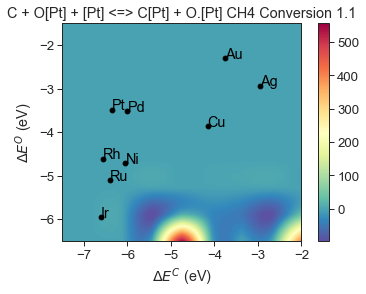 C + O[Pt] + [Pt] <=> C[Pt] + O.[Pt] CH4 Conversion 1.1
−2
−3
−4
−5
−6
ΔE^O (eV)
Au
Ag
Pt
Pd
Cu
Rh
Ni
Ru
Ir
−7
−6
−5
−4
−3
−2
ΔE^C (eV)
500
400
300
200
100
0